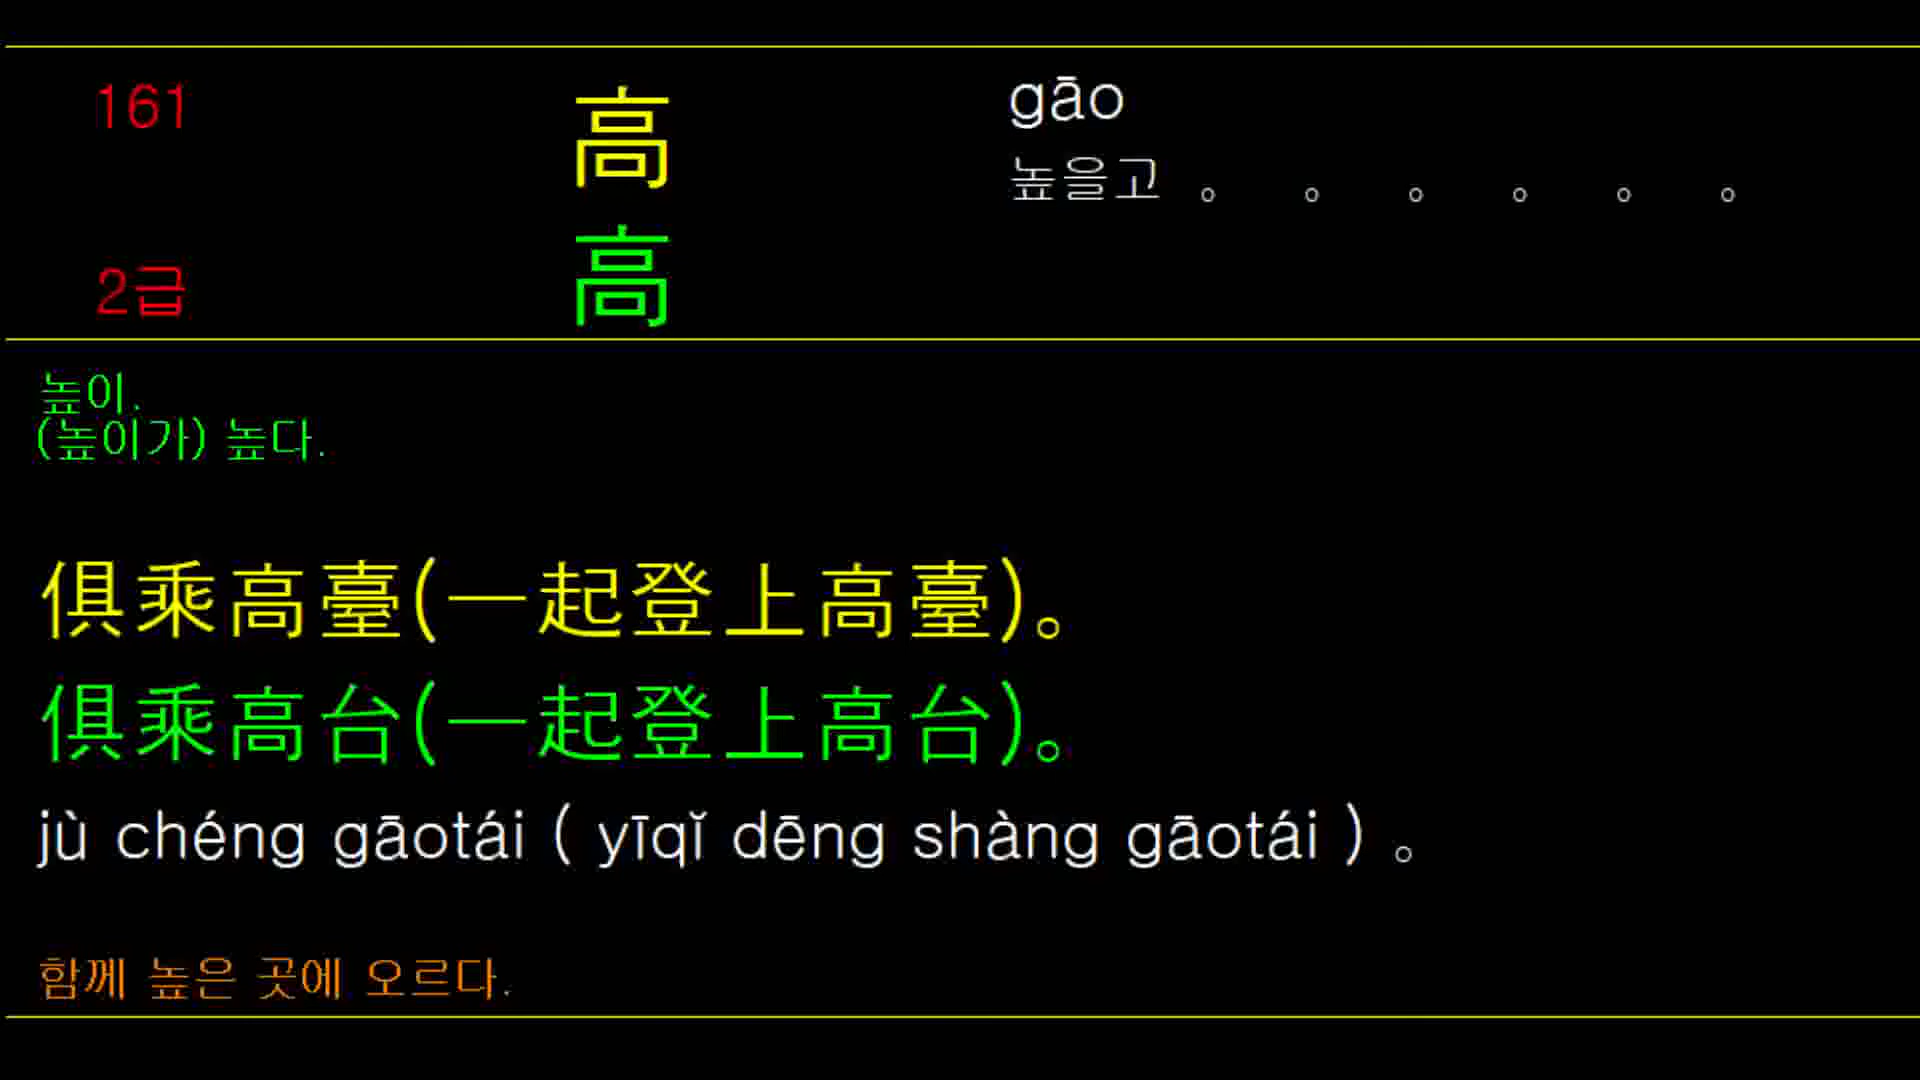 161
高
gāo
높을고 。 。 。 。 。 。
2급
高
높이.
(높이가) 높다.
俱乘高臺(一起登上高臺)。
俱乘高台(一起登上高台)。
jù chéng gāotái ( yīqǐ dēng shàng gāotái ) 。
함께 높은 곳에 오르다.